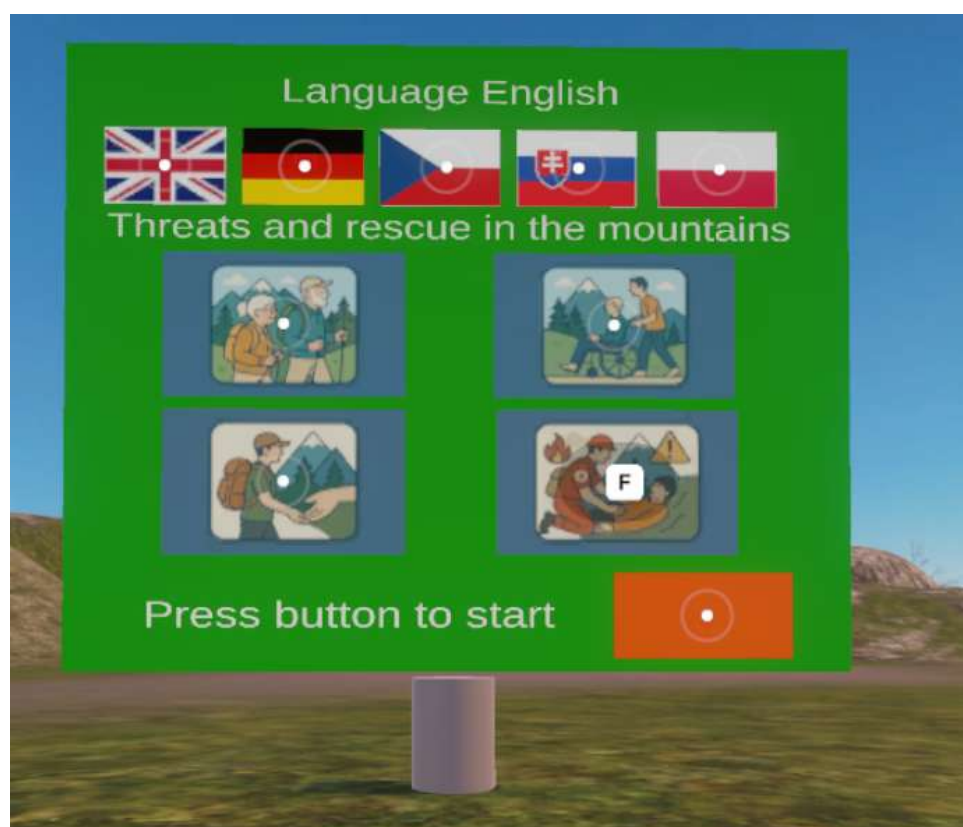 Language English
Threats and rescue in the mountains
F
Press button to start